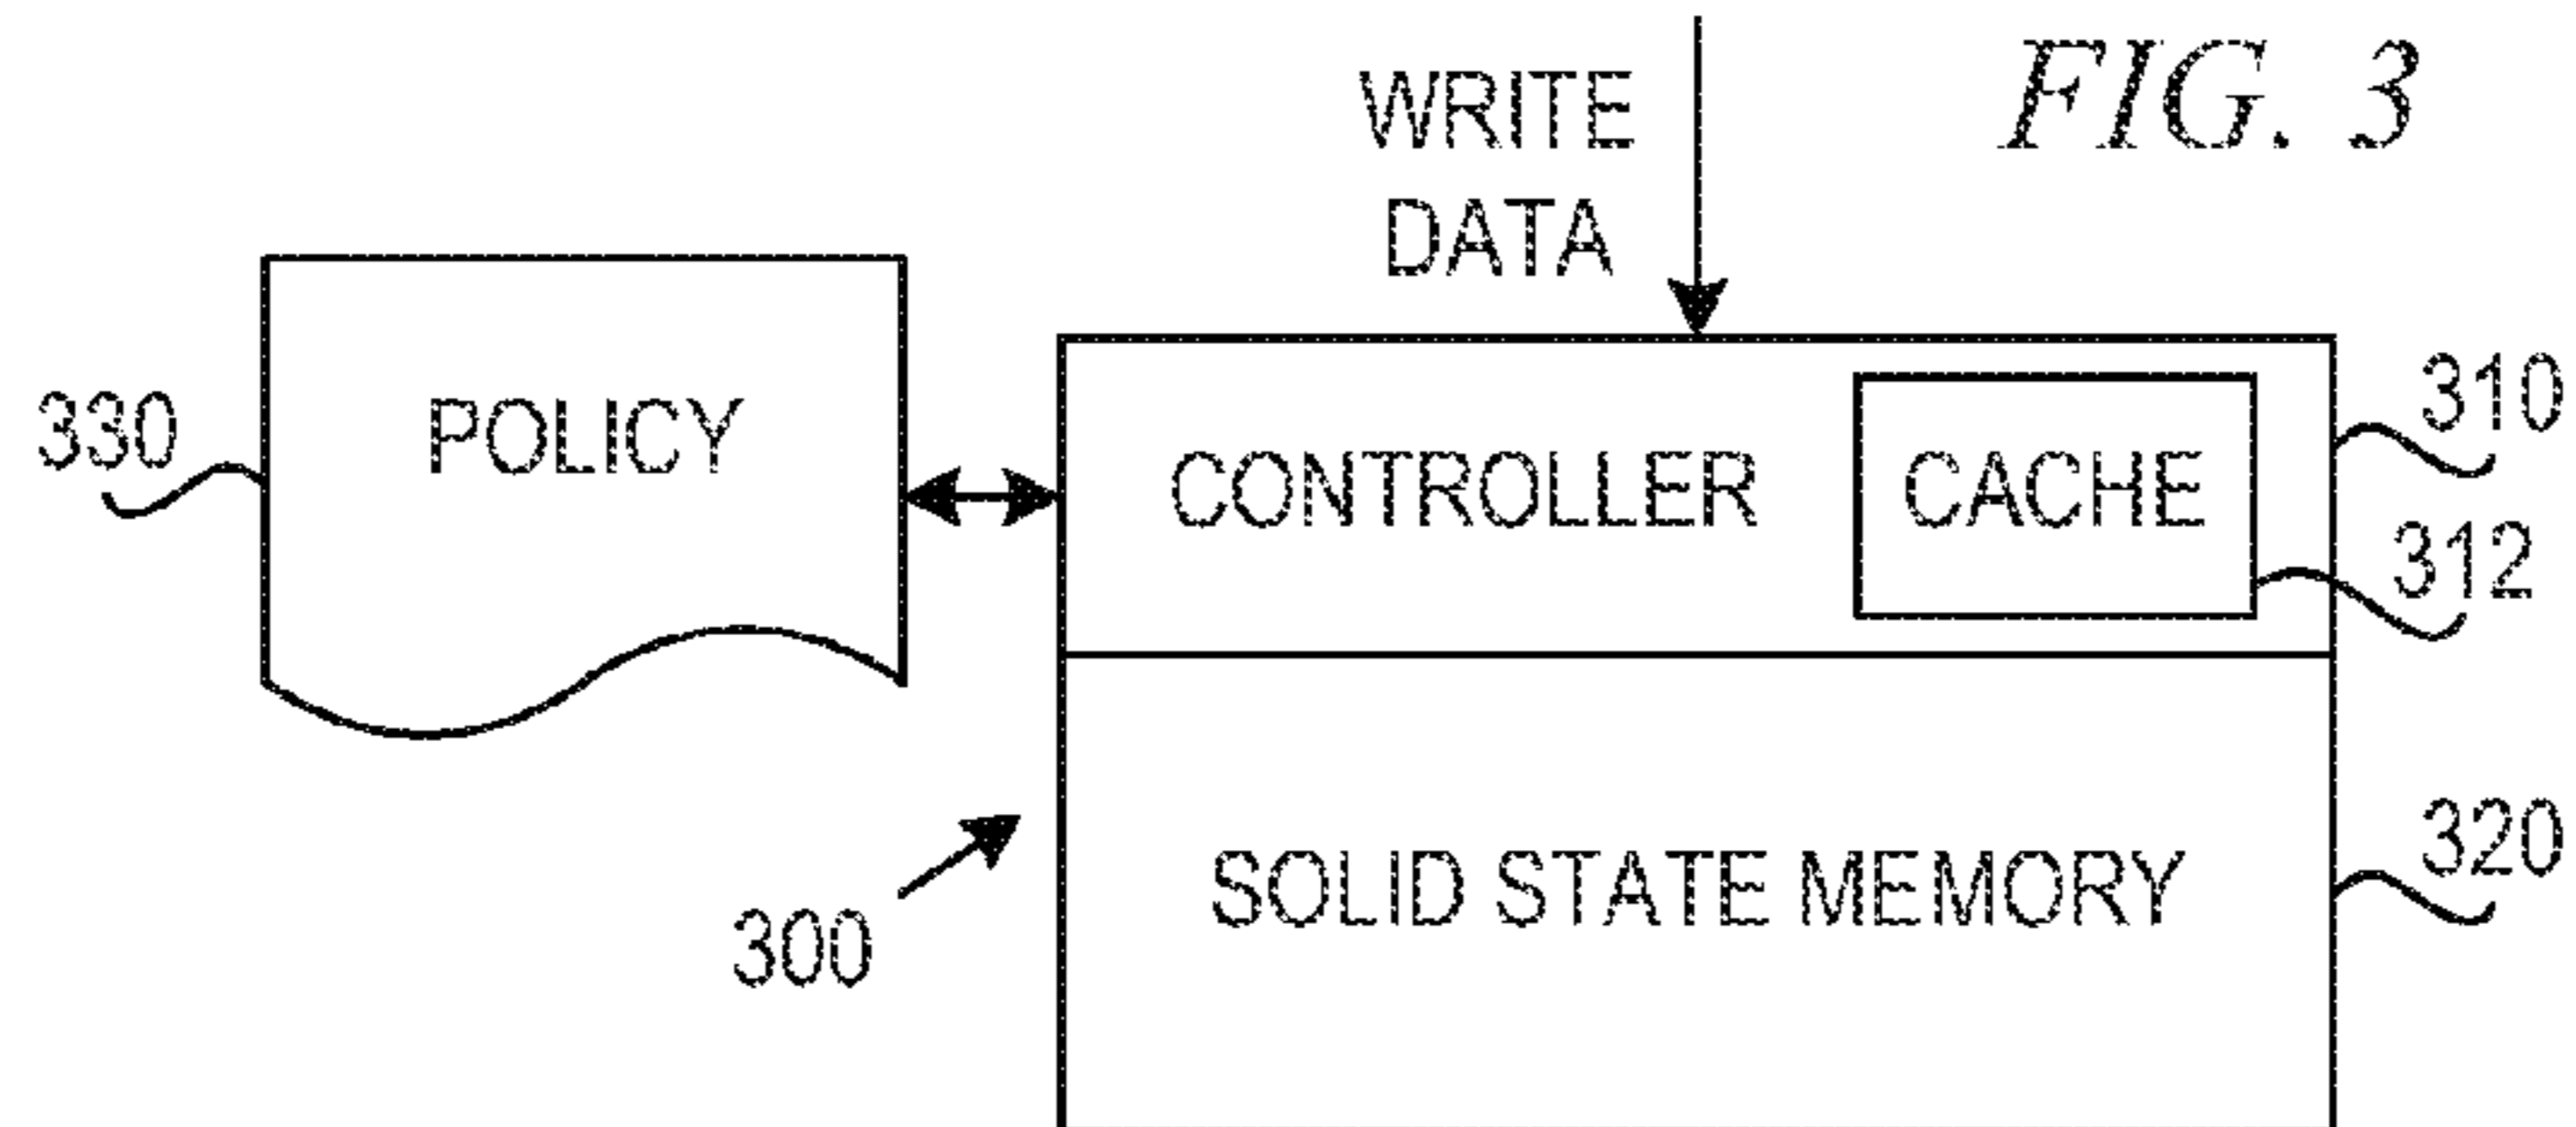 FIG. 3
WRITE
DATA
330
POLICY
CONTROLLER
CACHE
310
312
300
SOLID STATE MEMORY
320